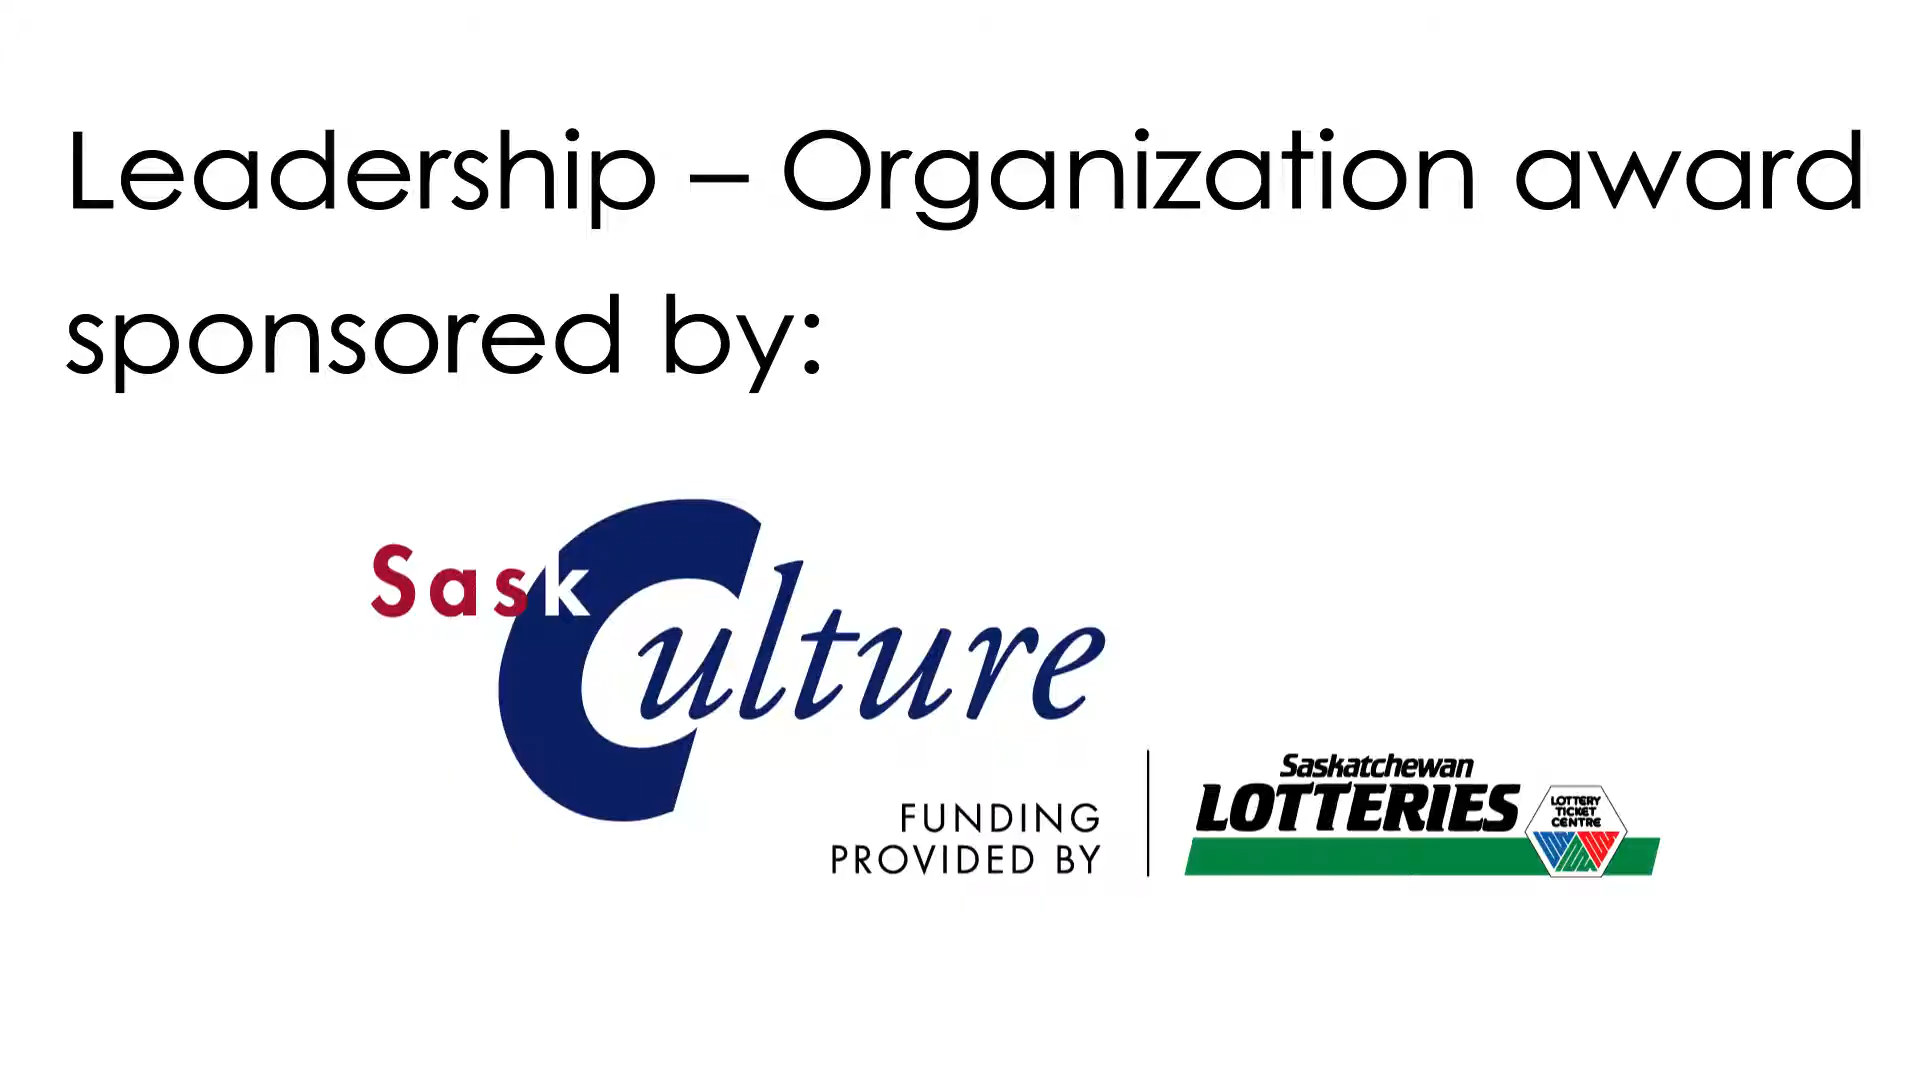 Leadership – Organization award
sponsored by:
SaskCulture
FUNDING
PROVIDED BY
Saskatchewan
LOTTERIES
LOTTERY
TICKET
CENTRE